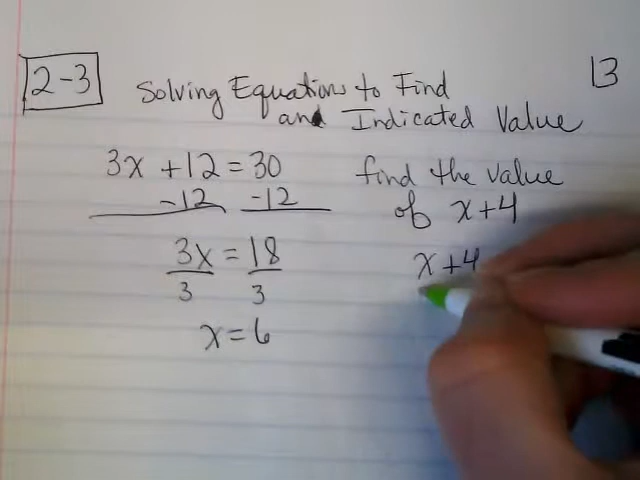 2-3
Solving Equations to Find
an Indicated Value
13
3x + 12 = 30
-12 -12
3x = 18
3 3
x = 6
find the value
of x+4
x+4